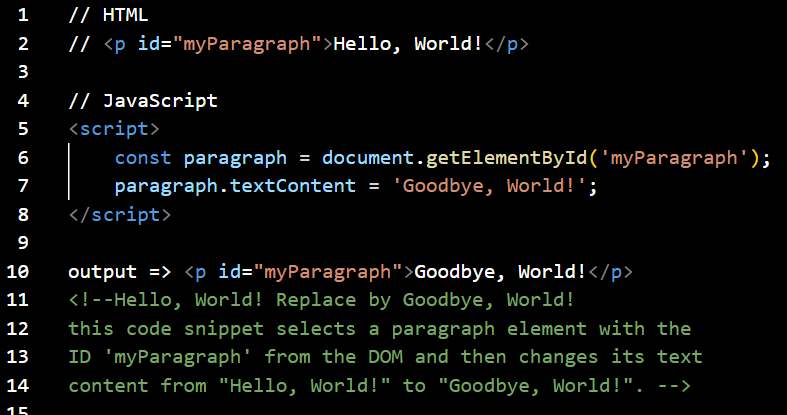 1 // HTML
2 // <p id="myParagraph">Hello, World!</p>
3
4 // JavaScript
5 <script>
6     const paragraph = document.getElementById('myParagraph');
7     paragraph.textContent = 'Goodbye, World!';
8 </script>
9
10 output => <p id="myParagraph">Goodbye, World!</p>
11 <!--Hello, World! Replace by Goodbye, World!
12 this code snippet selects a paragraph element with the
13 ID 'myParagraph' from the DOM and then changes its text
14 content from "Hello, World!" to "Goodbye, World!". -->
15